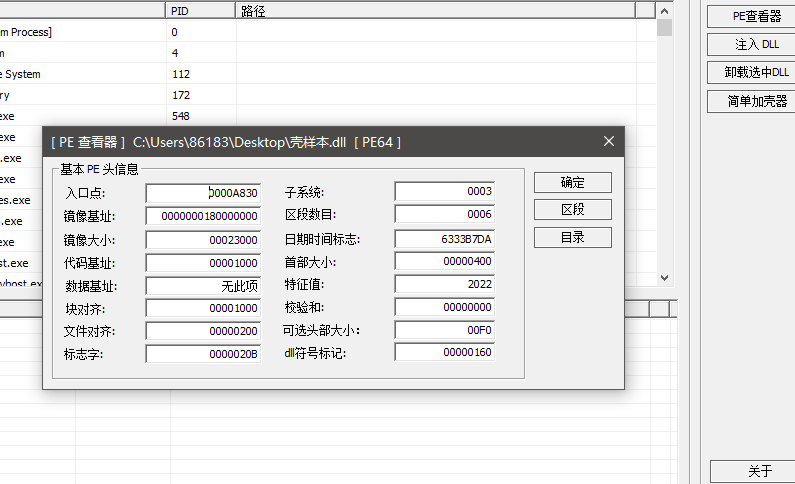 PID 路径
m Process] 0
m 4
e System 112
ry 172
.exe 548
exe
.exe
exe
es.exe
s.exe
exe
st.exe
vhost.exe
PE查看器
注入 DLL
卸载选中DLL
简单加壳器
关于
[ PE 查看器 ] C:\Users\86183\Desktop\壳样本.dll [ PE64 ]
基本 PE 头信息
入口点: 0000A830 子系统: 0003
镜像基址: 0000000180000000 区段数目: 0006
镜像大小: 00023000 日期时间标志: 6333B7DA
代码基址: 00001000 首部大小: 00000400
数据基址: 无此项 特征值: 2022
块对齐: 00001000 校验和: 00000000
文件对齐: 00000200 可选头部大小: 00F0
标志字: 0000020B dll符号标记: 00000160
确定
区段
目录